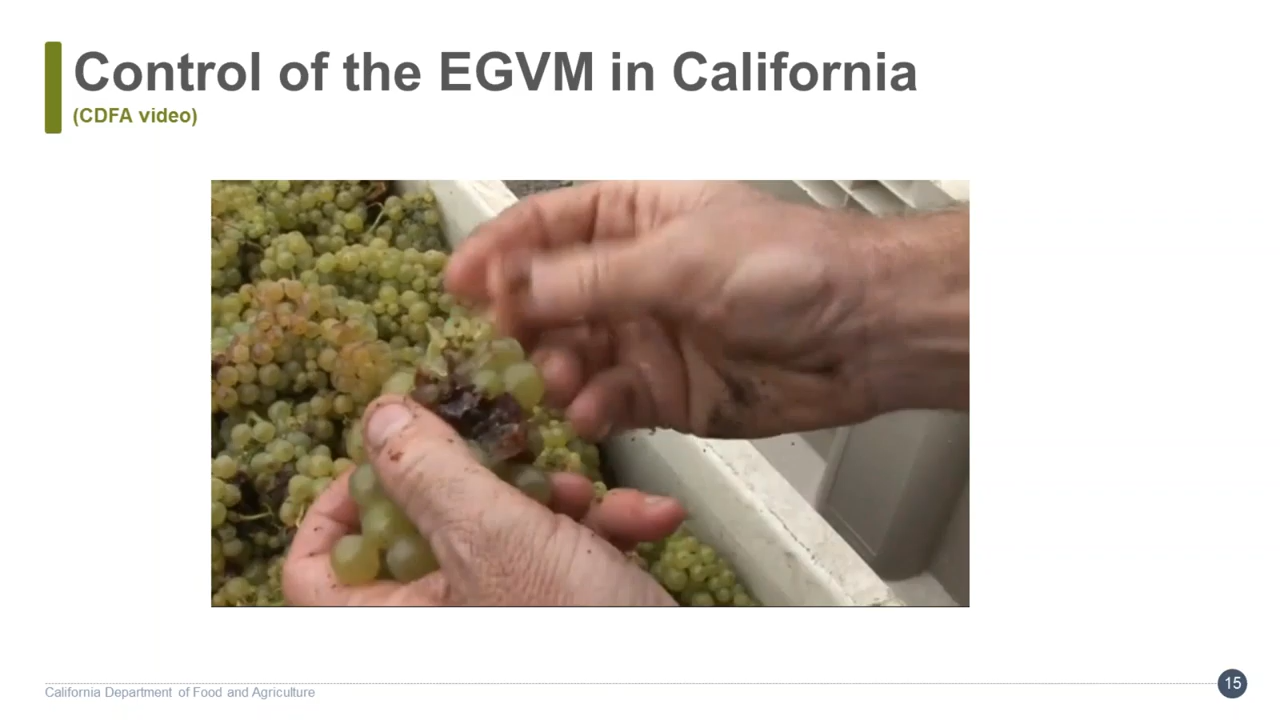 Control of the EGVM in California
(CDFA video)
California Department of Food and Agriculture
15